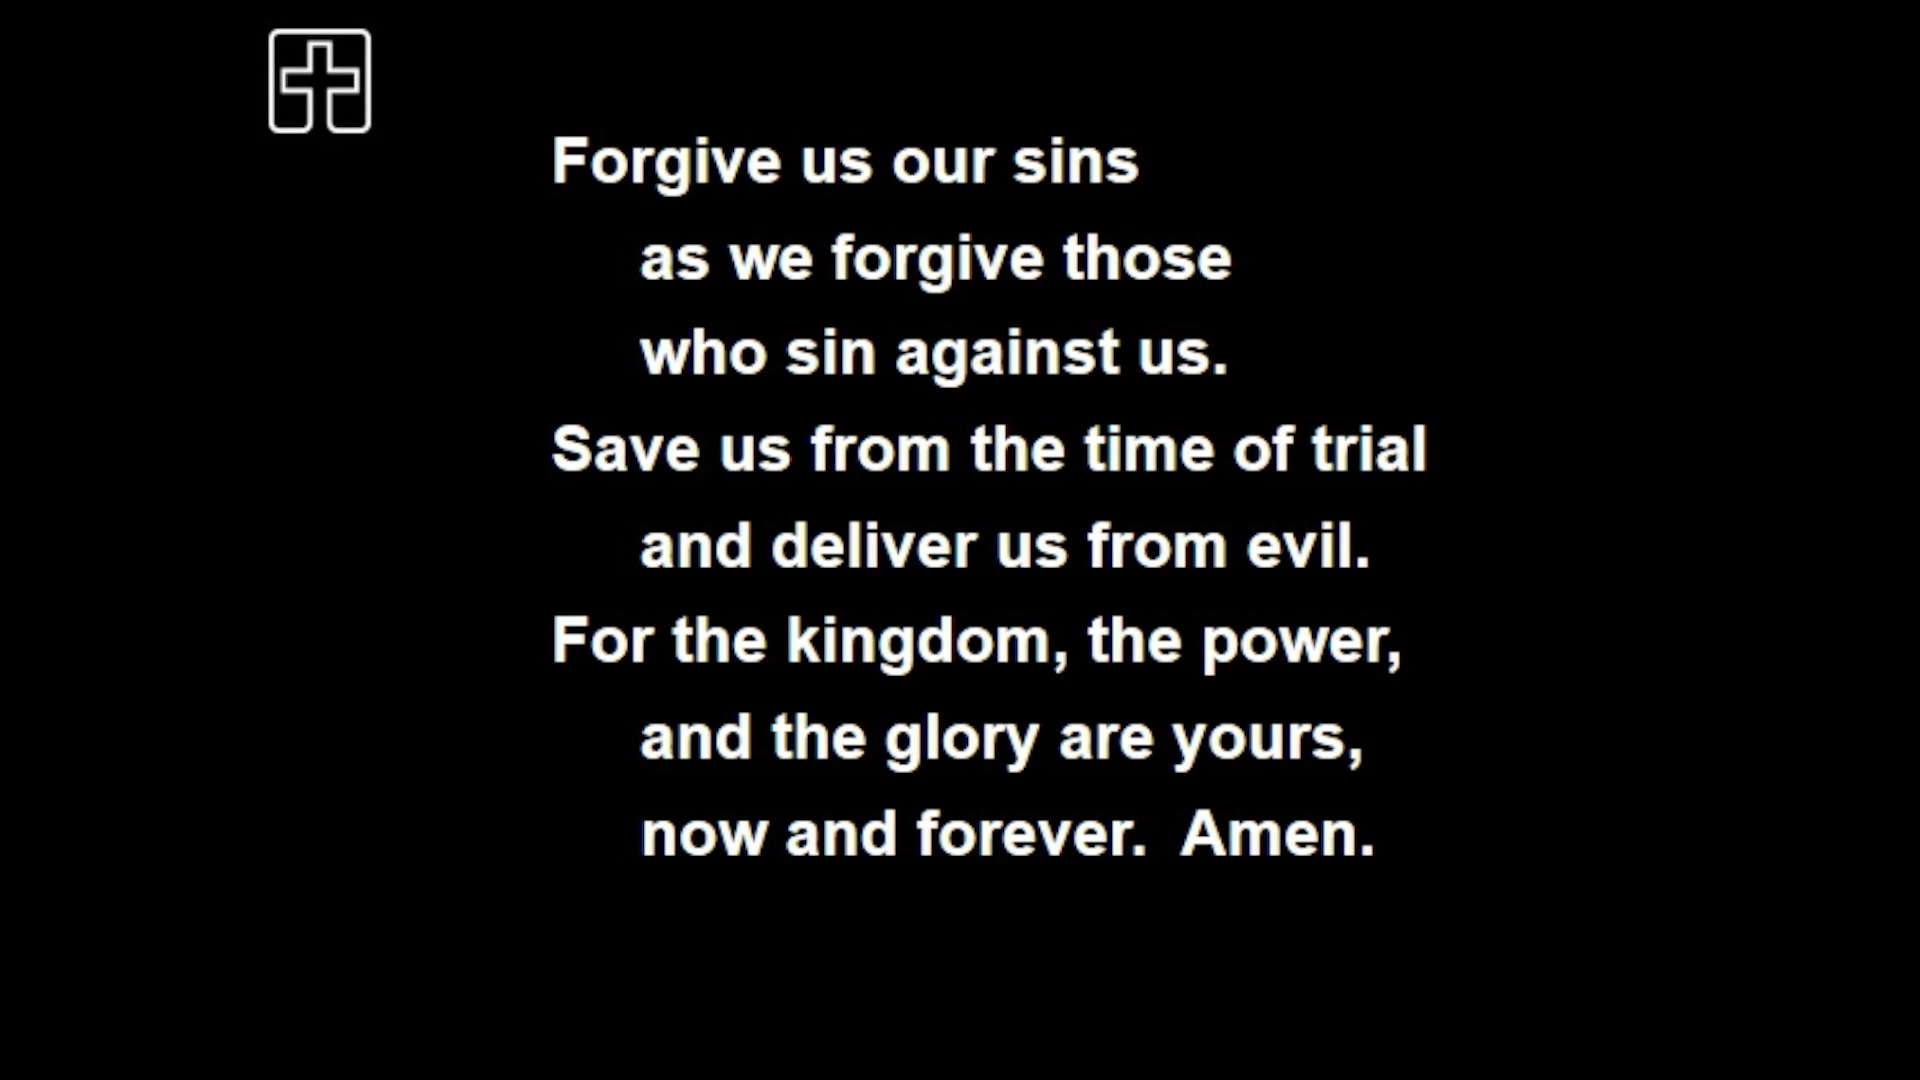 Forgive us our sins
as we forgive those
who sin against us.
Save us from the time of trial
and deliver us from evil.
For the kingdom, the power,
and the glory are yours,
now and forever.  Amen.